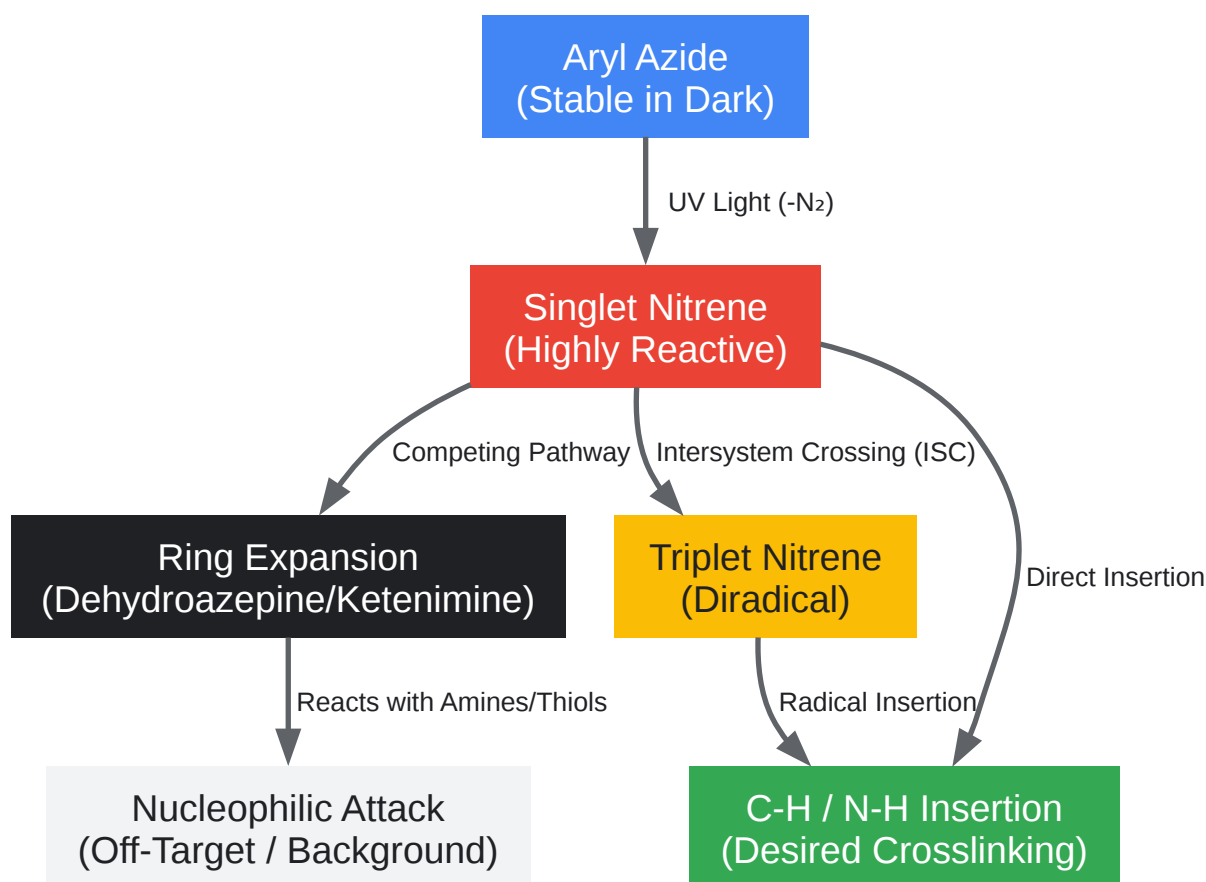 Aryl Azide
(Stable in Dark)
UV Light (-N₂)
Singlet Nitrene
(Highly Reactive)
Competing Pathway
Intersystem Crossing (ISC)
Ring Expansion
(Dehydroazepine/Ketenimine)
Triplet Nitrene
(Diradical)
Direct Insertion
Reacts with Amines/Thiols
Radical Insertion
Nucleophilic Attack
(Off-Target / Background)
C-H / N-H Insertion
(Desired Crosslinking)